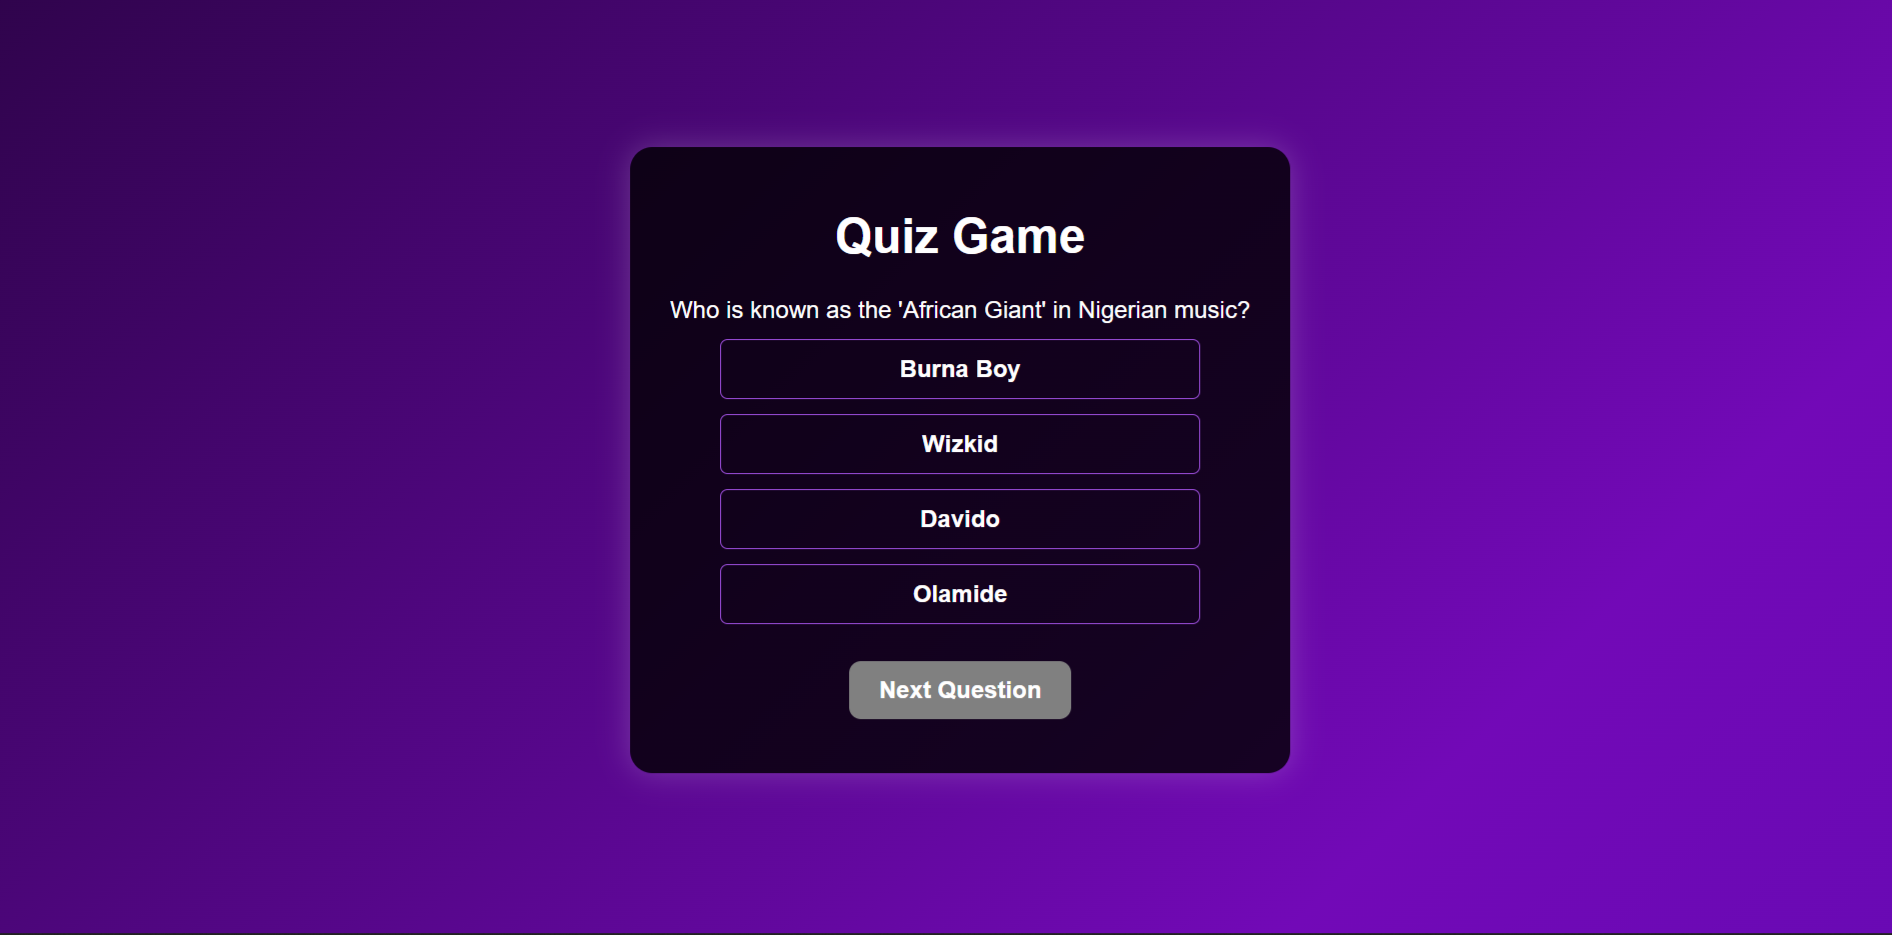 Quiz Game
Who is known as the 'African Giant' in Nigerian music?
Burna Boy
Wizkid
Davido
Olamide
Next Question